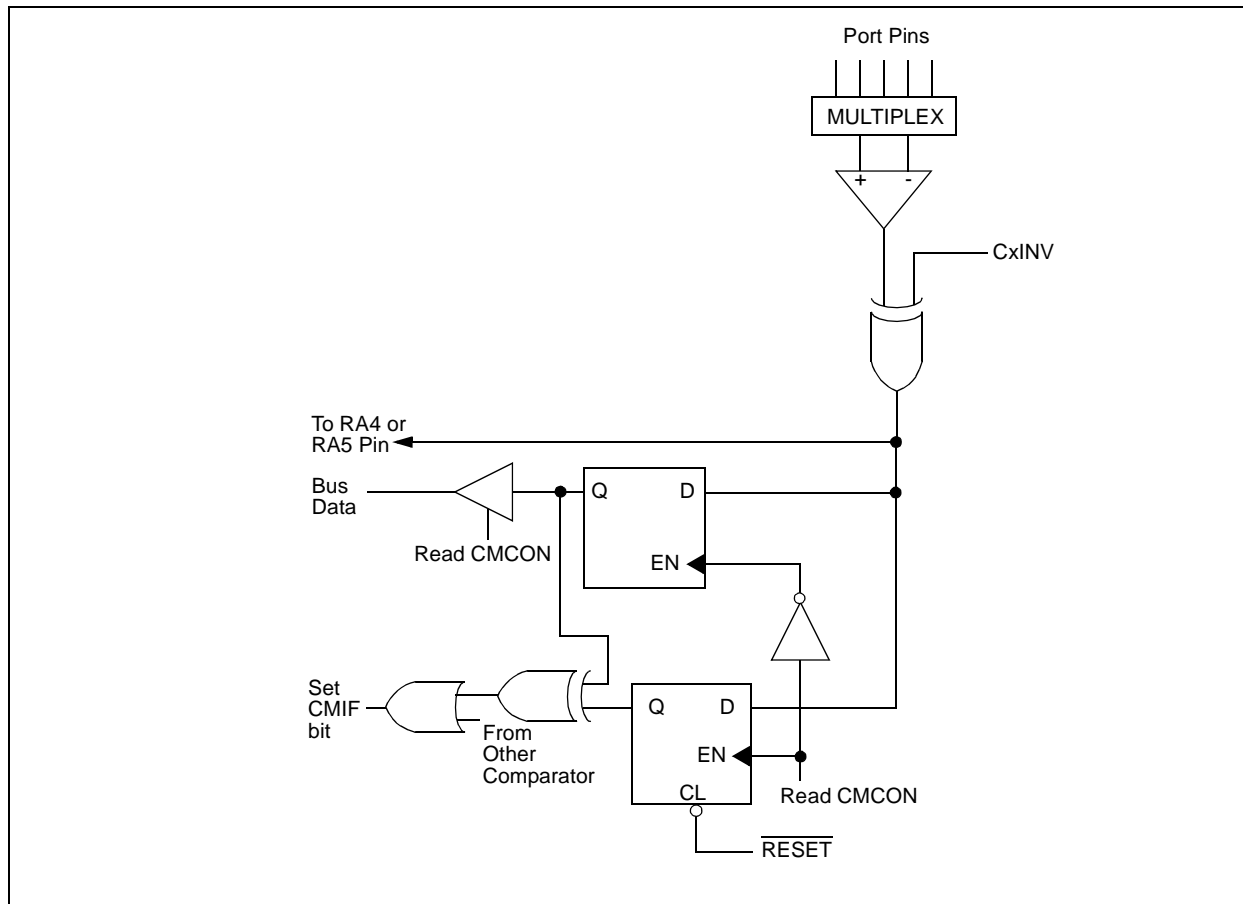 Port Pins
MULTIPLEX
+ -
CxINV
To RA4 or
RA5 Pin
Bus
Data
Q D
Read CMCON
EN
Set
CMIF
bit
From
Other
Comparator
Q D
EN
CL
Read CMCON
RESET